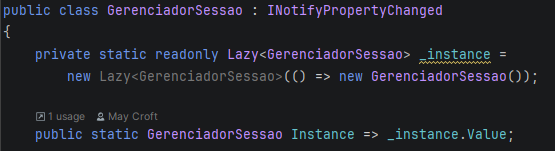 public class GerenciadorSessao : INotifyPropertyChanged
{
private static readonly Lazy<GerenciadorSessao> _instance =
new Lazy<GerenciadorSessao>(() => new GerenciadorSessao());
1 usage May Croft
public static GerenciadorSessao Instance => _instance.Value;